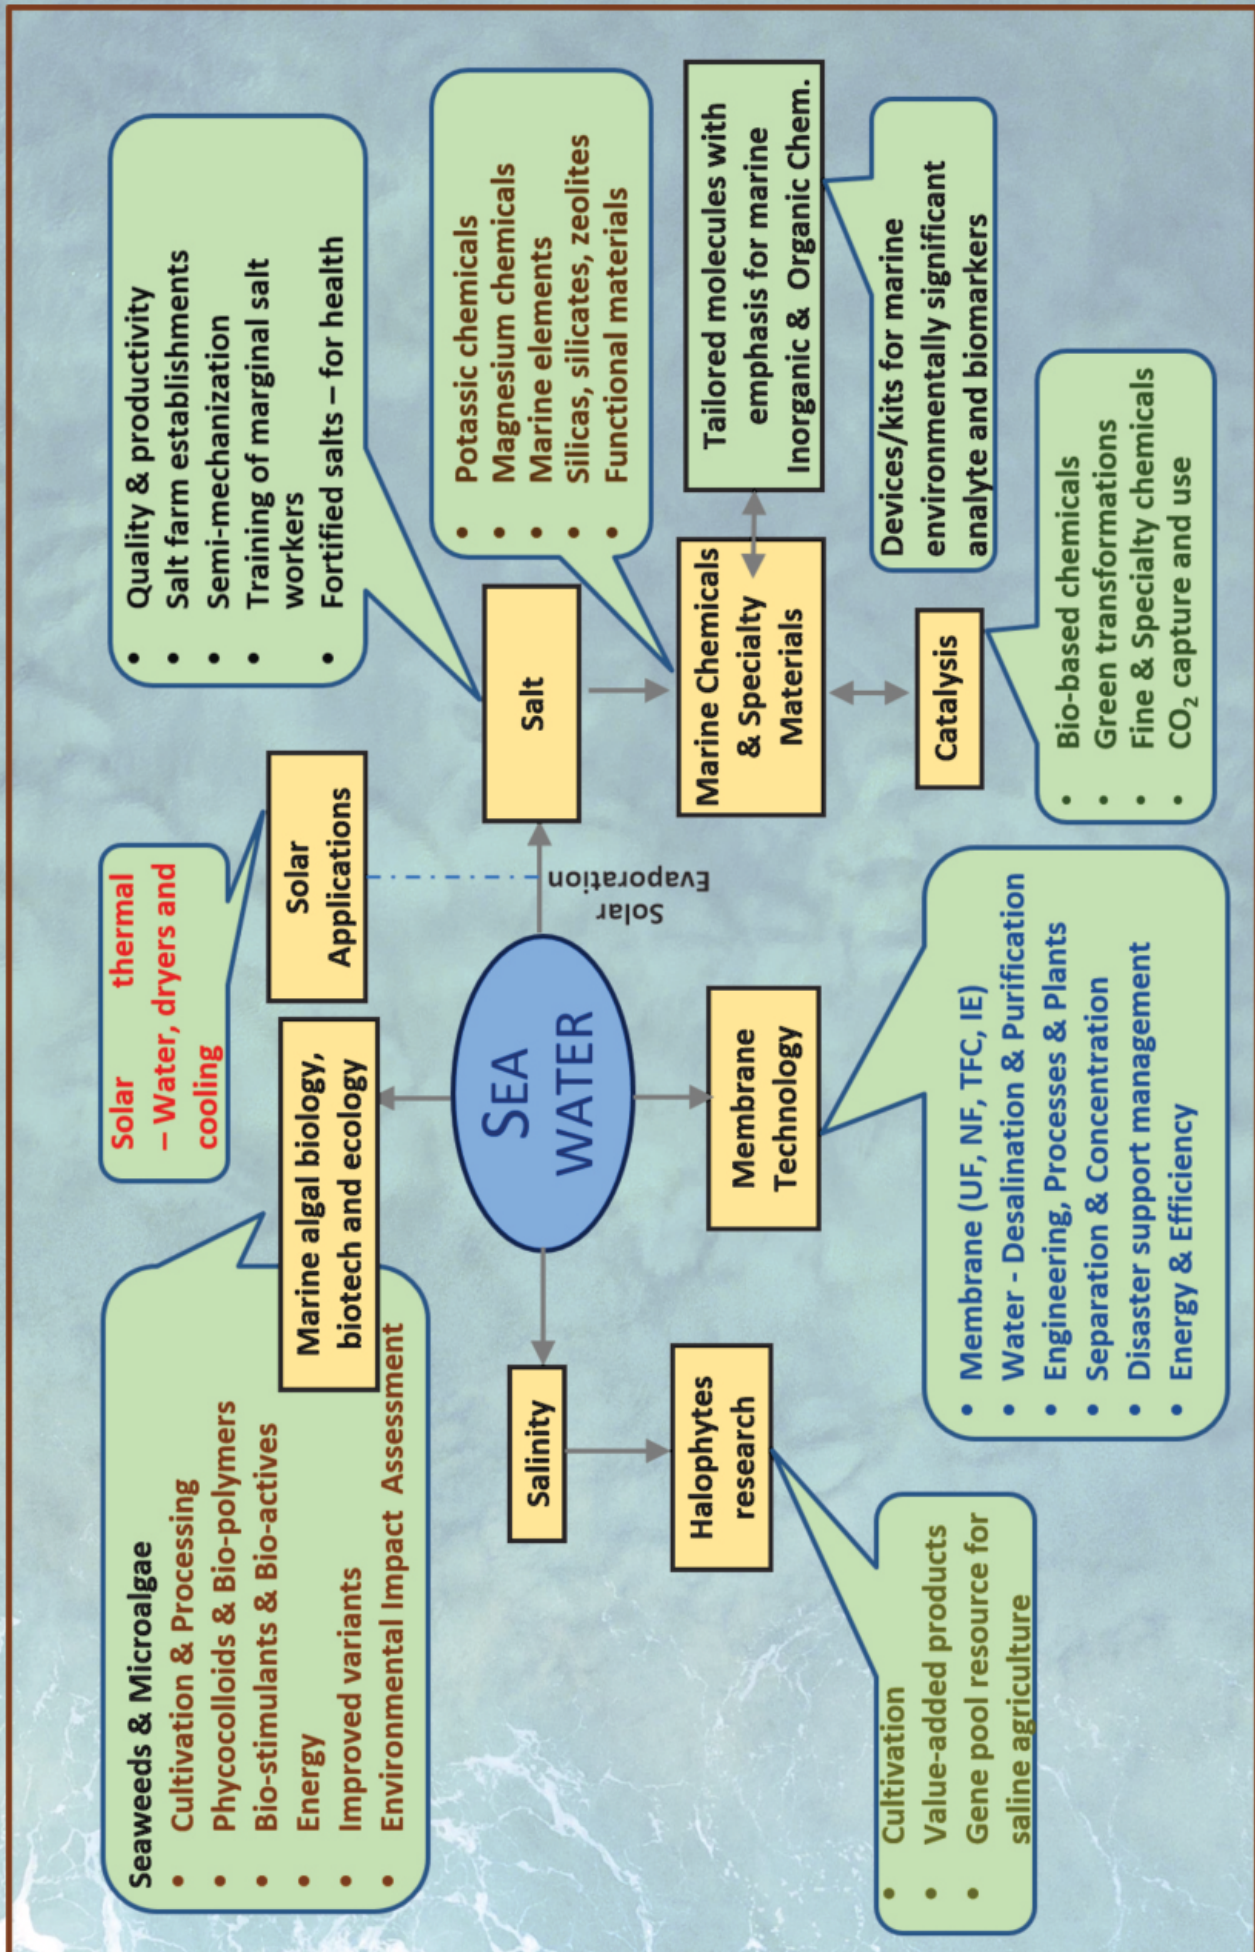 Seaweeds & Microalgae
• Cultivation & Processing
• Phycocolloids & Bio-polymers
• Bio-stimulants & Bio-actives
• Energy
• Improved variants
• Environmental Impact Assessment
Marine algal biology,
biotech and ecology
Solar thermal
– Water, dryers and
cooling
Solar
Applications
• Quality & productivity
• Salt farm establishments
• Semi-mechanization
• Training of marginal salt
workers
• Fortified salts – for health
Salinity
SEA
WATER
Solar
Evaporation
Salt
• Potassic chemicals
• Magnesium chemicals
• Marine elements
• Silicas, silicates, zeolites
• Functional materials
Halophytes
research
Membrane
Technology
Marine Chemicals
& Specialty
Materials
Tailored molecules with
emphasis for marine
Inorganic & Organic Chem.
• Cultivation
• Value-added products
• Gene pool resource for
saline agriculture
• Membrane (UF, NF, TFC, IE)
• Water - Desalination & Purification
• Engineering, Processes & Plants
• Separation & Concentration
• Disaster support management
• Energy & Efficiency
Catalysis
Devices/kits for marine
environmentally significant
analyte and biomarkers
• Bio-based chemicals
• Green transformations
• Fine & Specialty chemicals
• CO₂ capture and use